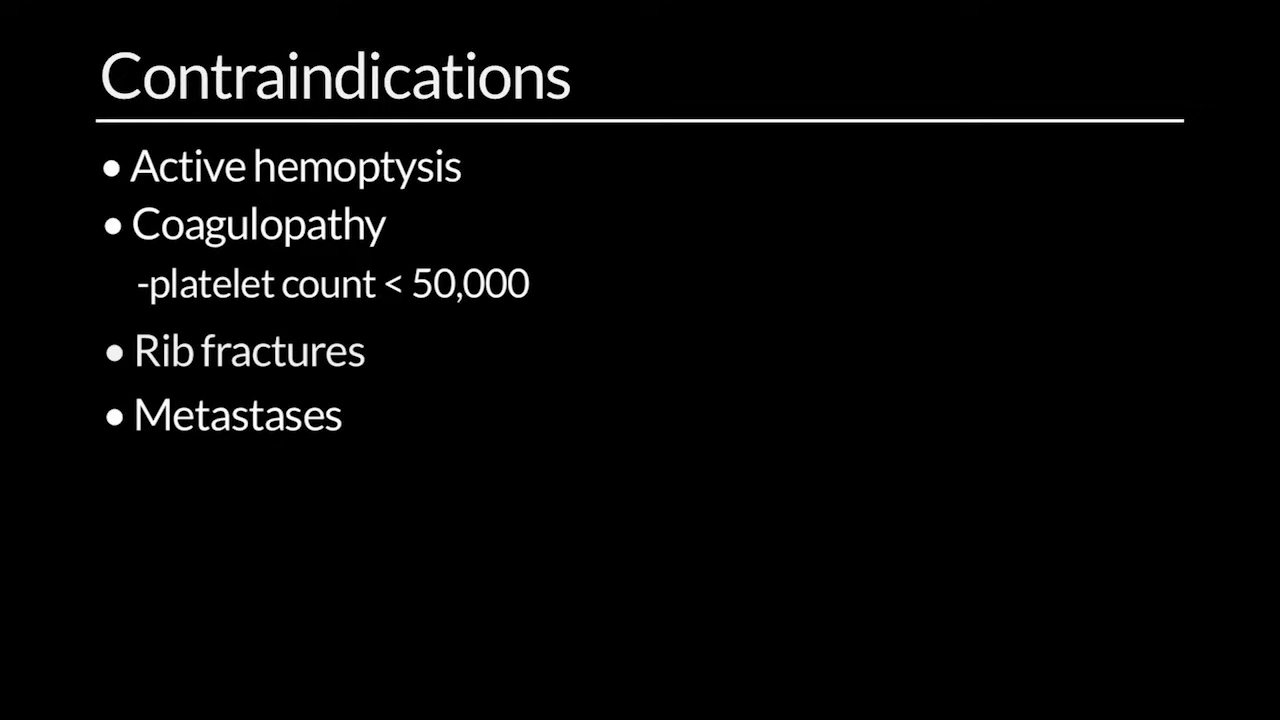 Contraindications
• Active hemoptysis
• Coagulopathy
-platelet count < 50,000
• Rib fractures
• Metastases